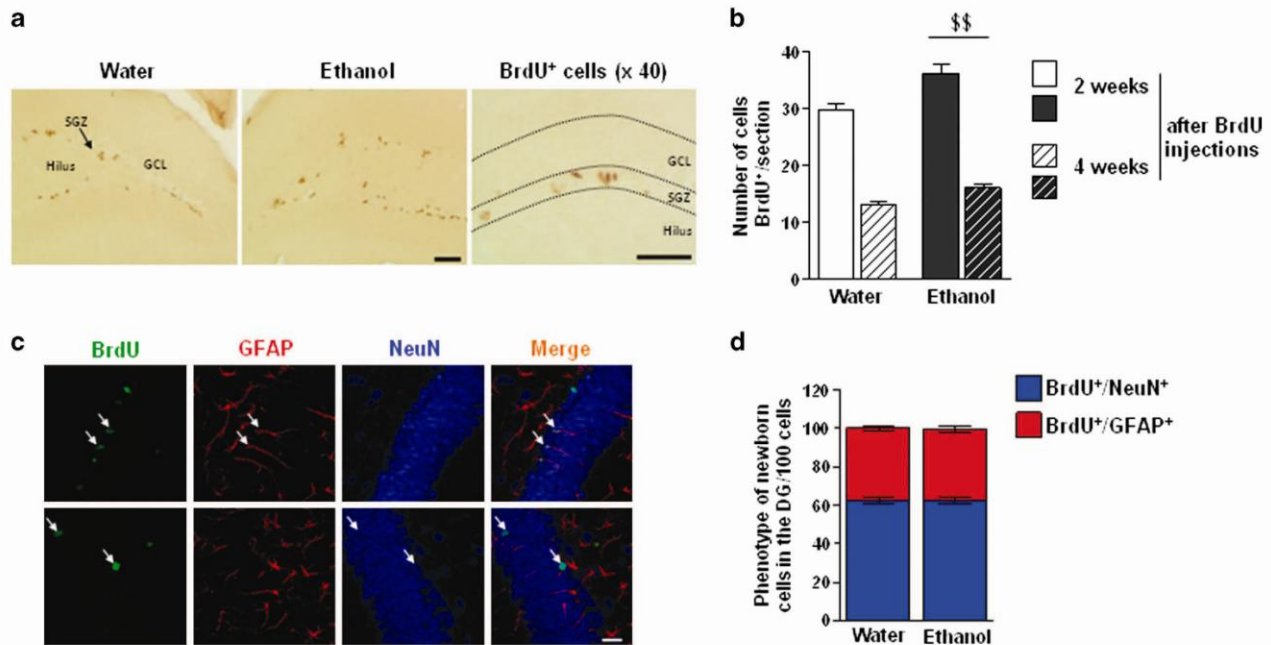 a
Water
Ethanol
BrdU⁺ cells (x 40)
SGZ
Hilus
GCL
GCL
SGZ
Hilus
b
$$
Number of cells
BrdU⁺/section
40
30
20
10
0
Water
Ethanol
2 weeks
4 weeks
after BrdU
injections
c
BrdU
GFAP
NeuN
Merge
d
Phenotype of newborn
cells in the DG/100 cells
120
100
80
60
40
20
0
Water
Ethanol
BrdU⁺/NeuN⁺
BrdU⁺/GFAP⁺